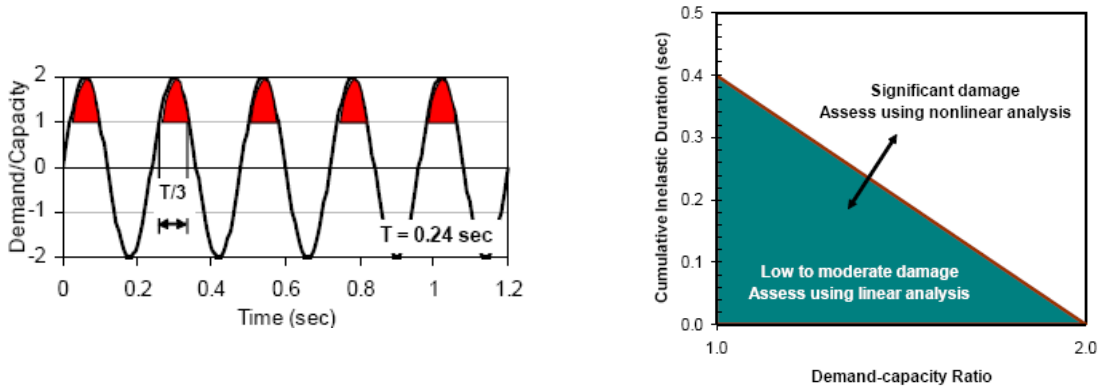 Demand/Capacity
2
1
0
-1
-2
T/3
T = 0.24 sec
0 0.2 0.4 0.6 0.8 1 1.2
Time (sec)
Cumulative Inelastic Duration (sec)
0.5
0.4
0.3
0.2
0.1
0.0
Significant damage
Assess using nonlinear analysis
Low to moderate damage
Assess using linear analysis
1.0 2.0
Demand-capacity Ratio